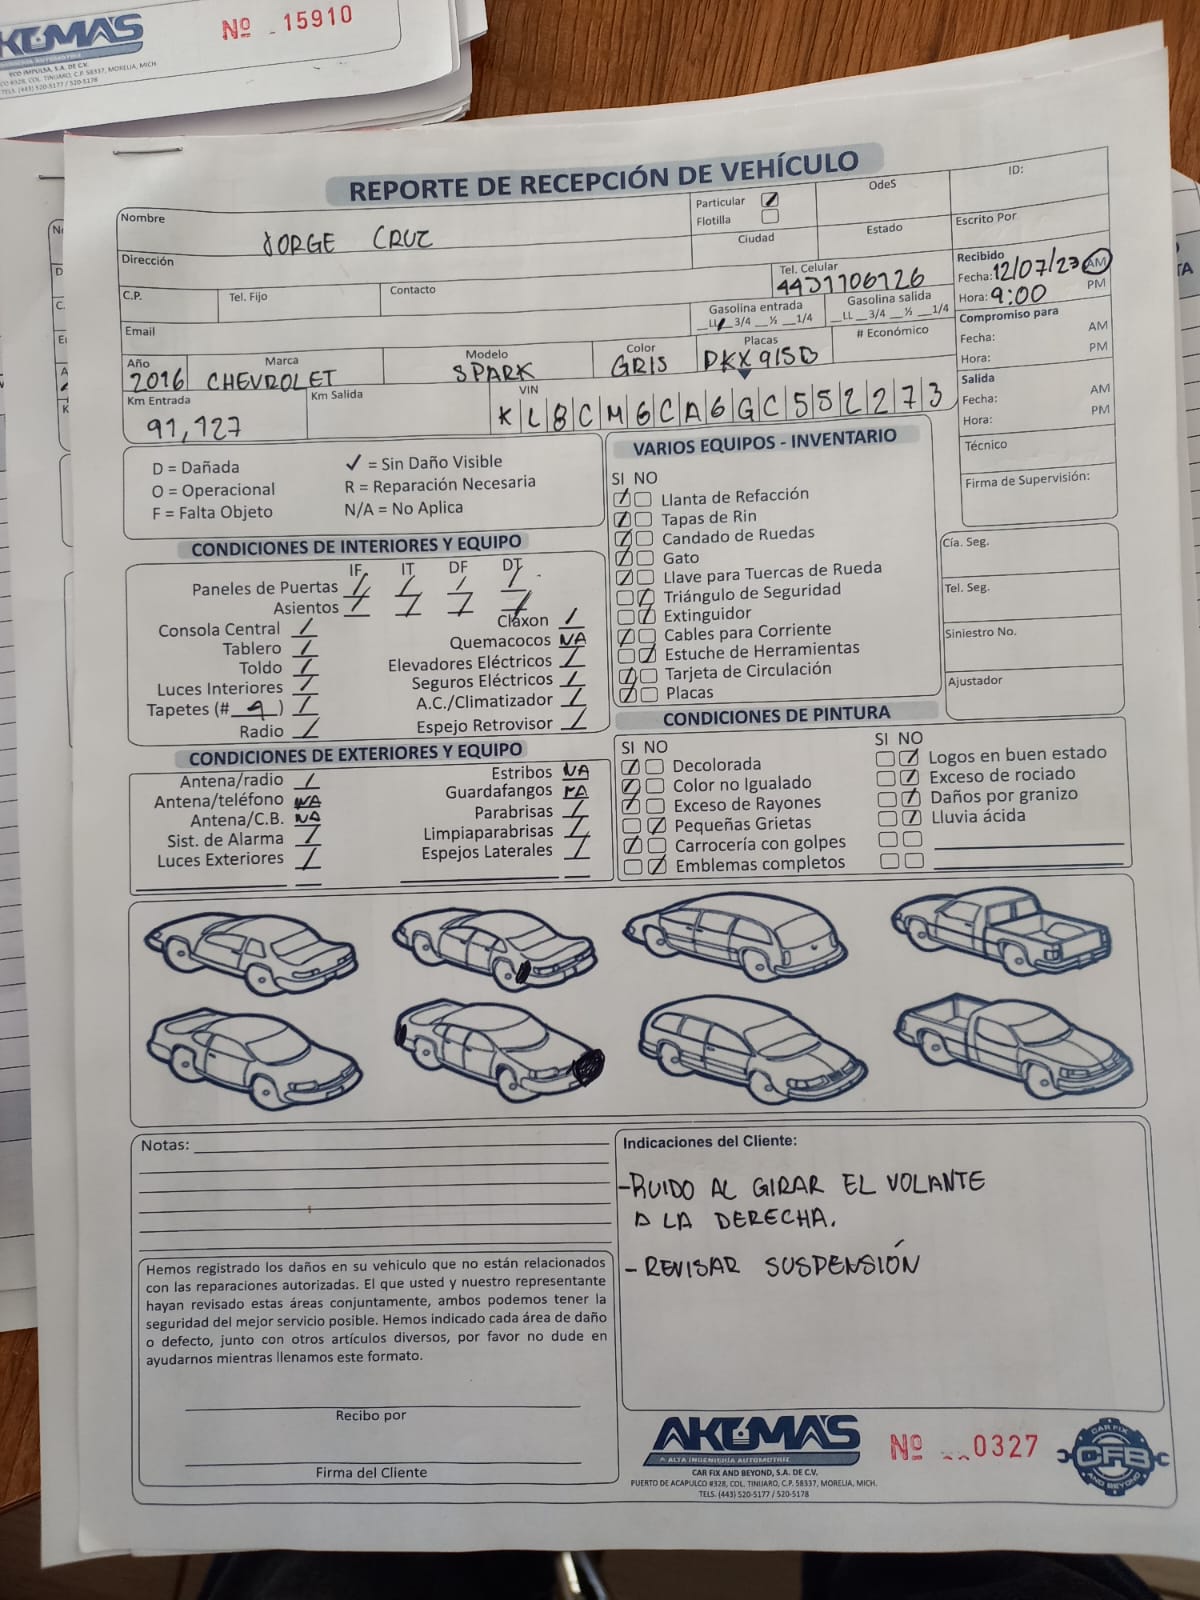 AKTMA'S
Nº 15910
ECO IMPULSA, S.A. DE C.V.
CO #328, COL. TINIJARO, C.P. 58337, MORELIA, MICH.
TELS. (443) 520-5177 / 520-5178
REPORTE DE RECEPCIÓN DE VEHÍCULO
Nombre
JORGE CRUZ
Particular
Flotilla
OdeS
ID:
Dirección
Ciudad
Estado
Escrito Por
C.P.
Tel. Fijo
Contacto
Tel. Celular
4431706726
Recibido
Fecha: 12/07/23 AM
Hora: 9:00 PM
Email
Gasolina entrada
_LL _3/4 _½ _1/4
Gasolina salida
_LL _3/4 _½ _1/4
Compromiso para
Fecha: AM
Hora: PM
Año
2016
Marca
CHEVROLET
Modelo
SPARK
Color
GRIS
Placas
PKX915D
# Económico
Km Entrada
91,727
Km Salida
VIN
KL8CM6CA6GC552273
Salida
Fecha: AM
Hora: PM
Técnico
Firma de Supervisión:
D = Dañada
O = Operacional
F = Falta Objeto
✓ = Sin Daño Visible
R = Reparación Necesaria
N/A = No Aplica
VARIOS EQUIPOS - INVENTARIO
SI NO
Llanta de Refacción
Tapas de Rin
Candado de Ruedas
Gato
Llave para Tuercas de Rueda
Triángulo de Seguridad
Extinguidor
Cables para Corriente
Estuche de Herramientas
Tarjeta de Circulación
Placas
Cía. Seg.
Tel. Seg.
Siniestro No.
Ajustador
CONDICIONES DE INTERIORES Y EQUIPO
IF IT DF DT
Paneles de Puertas
Asientos
Consola Central
Tablero
Toldo
Luces Interiores
Tapetes (# 4 )
Radio
Claxon
Quemacocos NA
Elevadores Eléctricos
Seguros Eléctricos
A.C./Climatizador
Espejo Retrovisor
CONDICIONES DE EXTERIORES Y EQUIPO
Antena/radio
Antena/teléfono NA
Antena/C.B. NA
Sist. de Alarma
Luces Exteriores
Estribos NA
Guardafangos NA
Parabrisas
Limpiaparabrisas
Espejos Laterales
CONDICIONES DE PINTURA
SI NO
Decolorada
Color no Igualado
Exceso de Rayones
Pequeñas Grietas
Carrocería con golpes
Emblemas completos
SI NO
Logos en buen estado
Exceso de rociado
Daños por granizo
Lluvia ácida
Notas:
Indicaciones del Cliente:
-RUIDO AL GIRAR EL VOLANTE
A LA DERECHA.
- REVISAR SUSPENSIÓN
Hemos registrado los daños en su vehiculo que no están relacionados
con las reparaciones autorizadas. El que usted y nuestro representante
hayan revisado estas áreas conjuntamente, ambos podemos tener la
seguridad del mejor servicio posible. Hemos indicado cada área de daño
o defecto, junto con otros artículos diversos, por favor no dude en
ayudarnos mientras llenamos este formato.
Recibo por
Firma del Cliente
AKTMA'S
ALTA INGENIERÍA AUTOMOTRIZ
CAR FIX AND BEYOND, S.A. DE C.V.
PUERTO DE ACAPULCO #328, COL. TINIJARO, C.P. 58337, MORELIA, MICH.
TELS. (443) 520-5177 / 520-5178
Nº 0327
CAR FIX
CFB
AND BEYOND